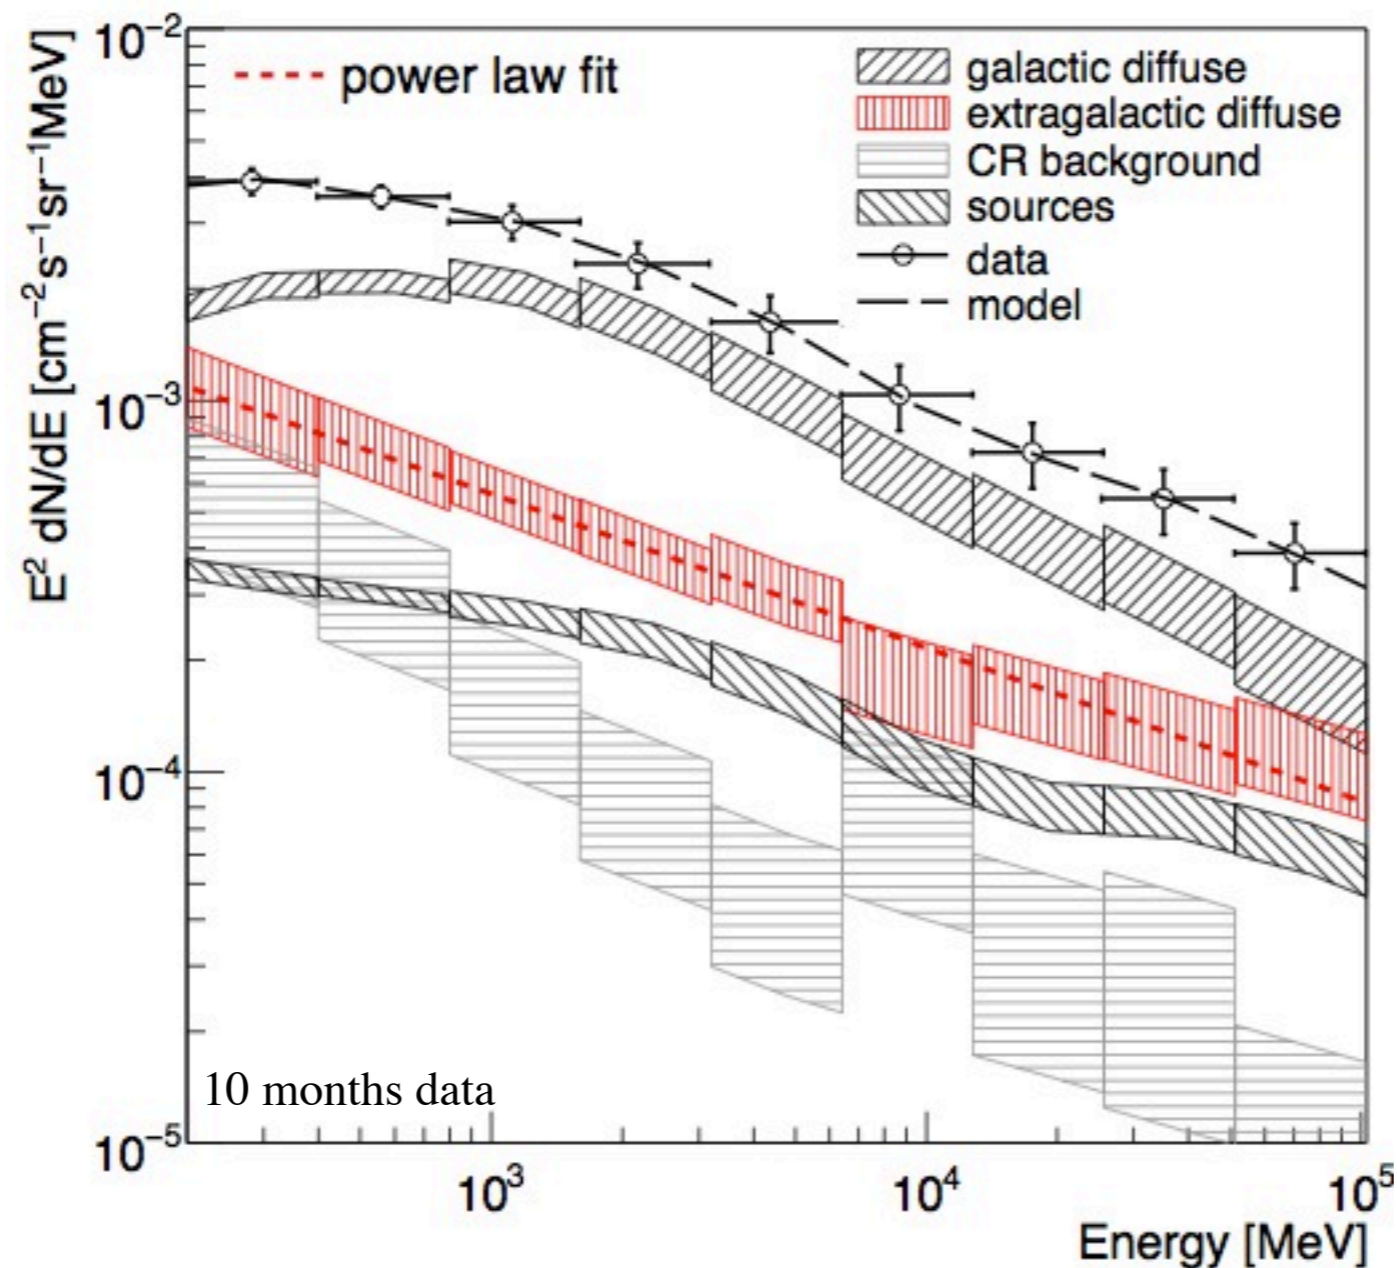 10⁻²
power law fit
galactic diffuse
extragalactic diffuse
CR background
sources
data
model
E² dN/dE [cm⁻²s⁻¹sr⁻¹MeV]
10⁻³
10⁻⁴
10 months data
10⁻⁵
10³
10⁴
10⁵
Energy [MeV]